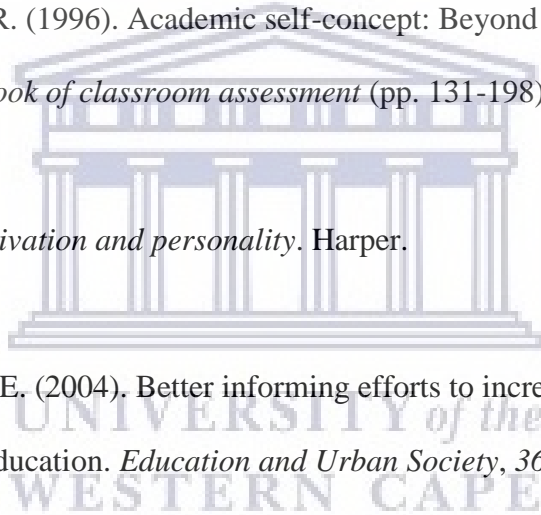 R. (1996). Academic self-concept: Beyond
ook of classroom assessment (pp. 131-198)
ivation and personality. Harper.
E. (2004). Better informing efforts to incre
UNIVERSITY of the
ducation. Education and Urban Society, 36
WESTERN CAPE